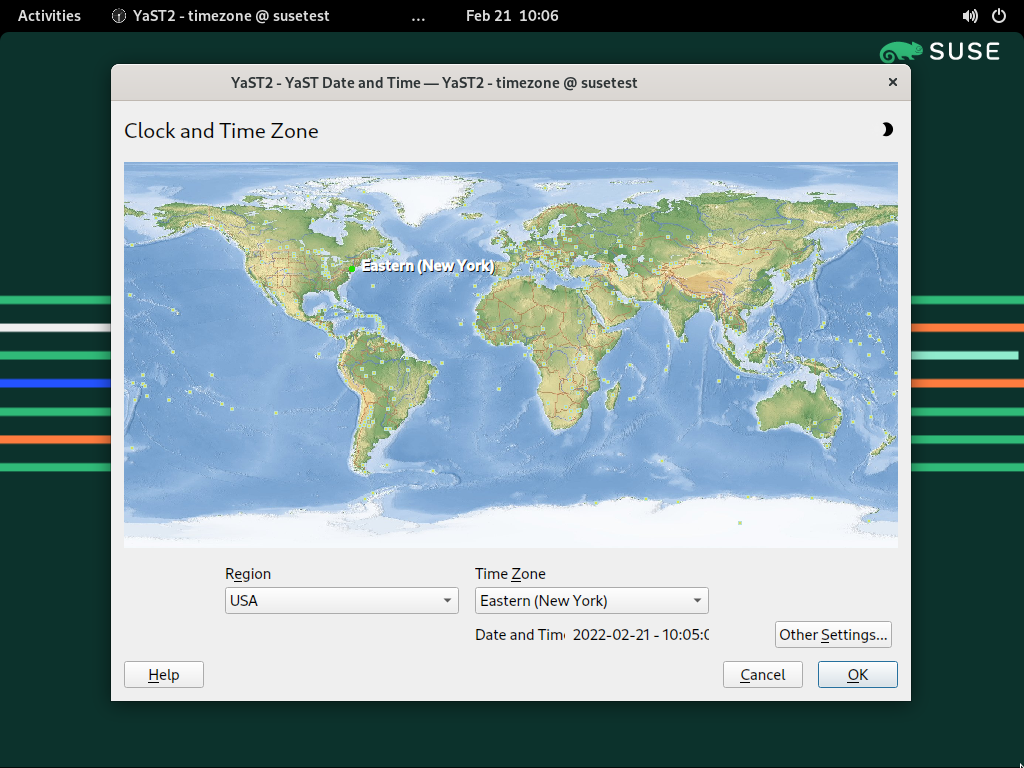 Activities YaST2 - timezone @ susetest ... Feb 21 10:06
SUSE
YaST2 - YaST Date and Time — YaST2 - timezone @ susetest ×
Clock and Time Zone
Eastern (New York)
Region Time Zone
USA Eastern (New York)
Date and Time 2022-02-21 - 10:05:0 Other Settings...
Help Cancel OK